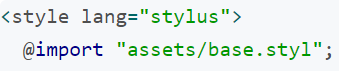 <style lang="stylus">
@import "assets/base.styl";